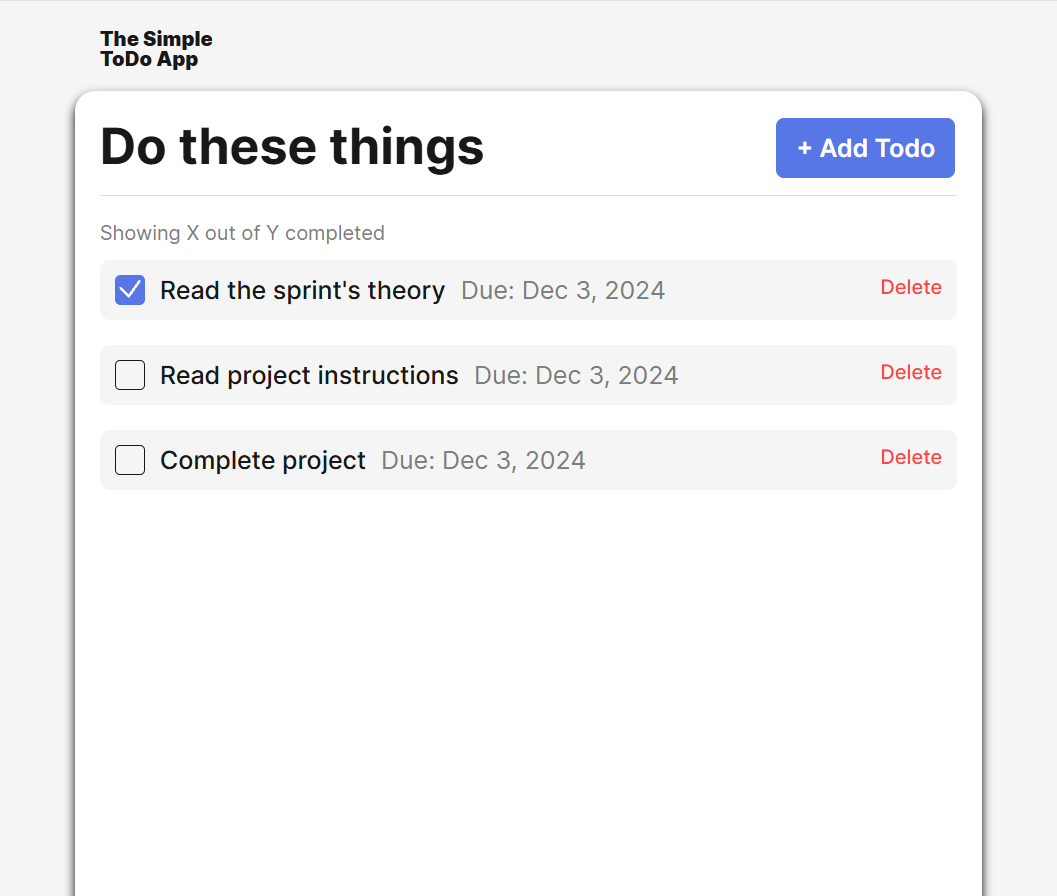 The Simple
ToDo App
Do these things
+ Add Todo
Showing X out of Y completed
Read the sprint's theory Due: Dec 3, 2024 Delete
Read project instructions Due: Dec 3, 2024 Delete
Complete project Due: Dec 3, 2024 Delete